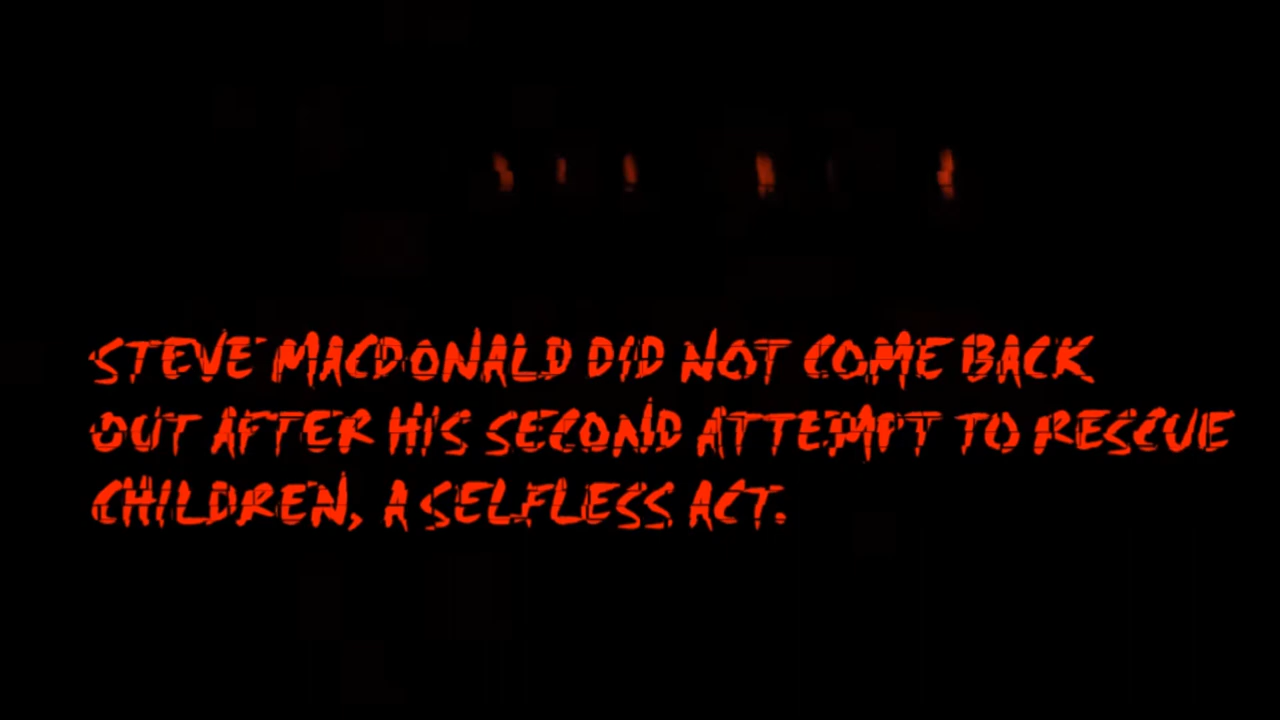 STEVE MACDONALD DID NOT COME BACK
OUT AFTER HIS SECOND ATTEMPT TO RESCUE
CHILDREN, A SELFLESS ACT.